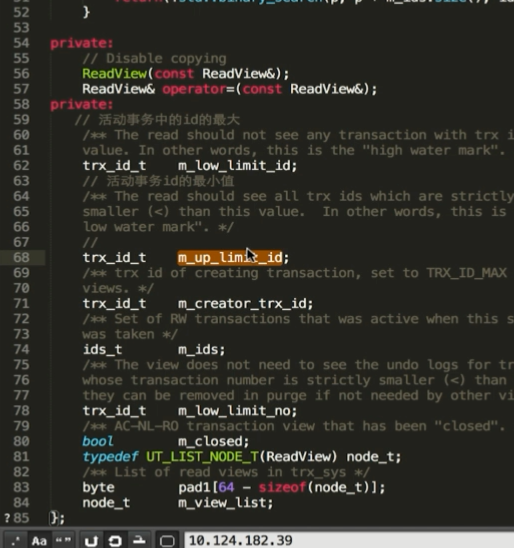 52 }
53
54 private:
55 // Disable copying
56 ReadView(const ReadView&);
57 ReadView& operator=(const ReadView&);
58 private:
59 // 活动事务中的id的最大
60 /** The read should not see any transaction with trx i
61 value. In other words, this is the "high water mark".
62 trx_id_t m_low_limit_id;
63 // 活动事务id的最小值
64 /** The read should see all trx ids which are strictly
65 smaller (<) than this value. In other words, this is
66 low water mark". */
67 //
68 trx_id_t m_up_limit_id;
69 /** trx id of creating transaction, set to TRX_ID_MAX
70 views. */
71 trx_id_t m_creator_trx_id;
72 /** Set of RW transactions that was active when this s
73 was taken */
74 ids_t m_ids;
75 /** The view does not need to see the undo logs for tr
76 whose transaction number is strictly smaller (<) than
77 they can be removed in purge if not needed by other vi
78 trx_id_t m_low_limit_no;
79 /** AC-NL-RO transaction view that has been "closed".
80 bool m_closed;
81 typedef UT_LIST_NODE_T(ReadView) node_t;
82 /** List of read views in trx_sys */
83 byte pad1[64 - sizeof(node_t)];
84 node_t m_view_list;
?85 };
.* Aa “” 10.124.182.39